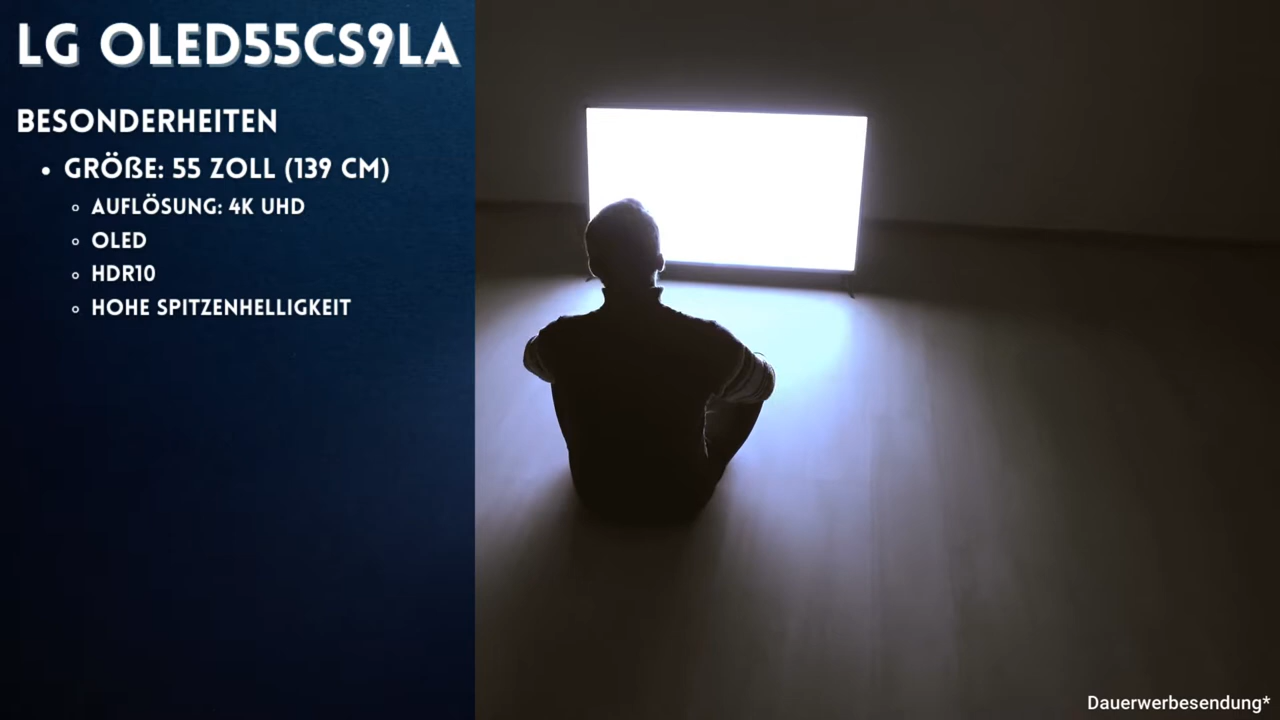 LG OLED55CS9LA
BESONDERHEITEN
• GRÖẞE: 55 ZOLL (139 CM)
◦ AUFLÖSUNG: 4K UHD
◦ OLED
◦ HDR10
◦ HOHE SPITZENHELLIGKEIT
Dauerwerbesendung*